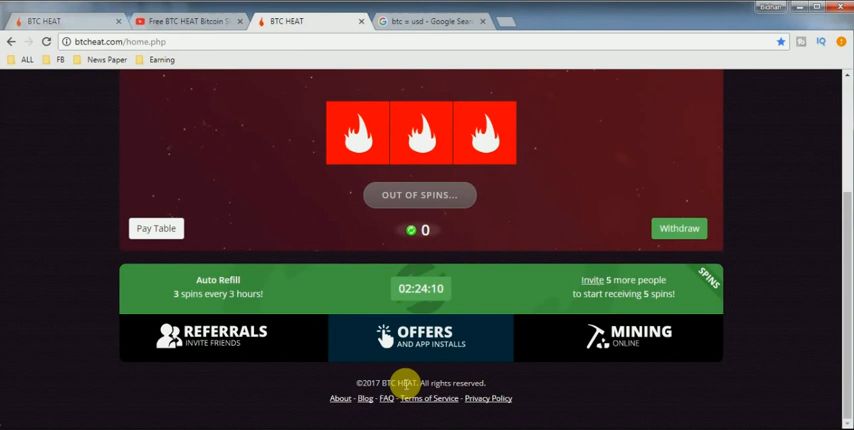 bidhan
BTC HEAT
Free BTC HEAT Bitcoin S
BTC HEAT
btc = usd - Google Sear
btcheat.com/home.php
ALL
FB
News Paper
Earning
IQ
OUT OF SPINS...
Pay Table
0
Withdraw
Auto Refill
3 spins every 3 hours!
02:24:10
Invite 5 more people
to start receiving 5 spins!
SPINS
REFERRALS
INVITE FRIENDS
OFFERS
AND APP INSTALLS
MINING
ONLINE
©2017 BTC HEAT. All rights reserved.
About - Blog - FAQ - Terms of Service - Privacy Policy